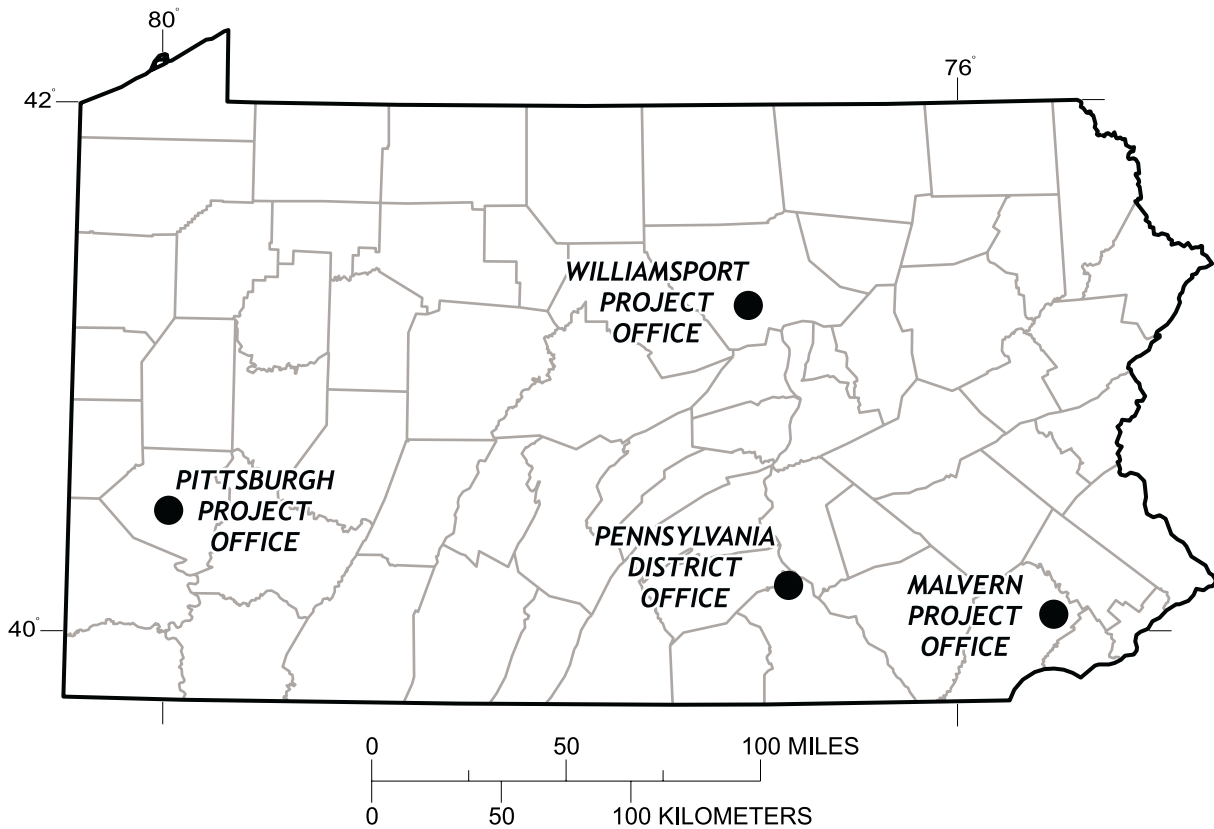 80°
76°
42°
WILLIAMSPORT
PROJECT
OFFICE
PITTSBURGH
PROJECT
OFFICE
PENNSYLVANIA
DISTRICT
OFFICE
MALVERN
PROJECT
OFFICE
40°
0 50 100 MILES
0 50 100 KILOMETERS